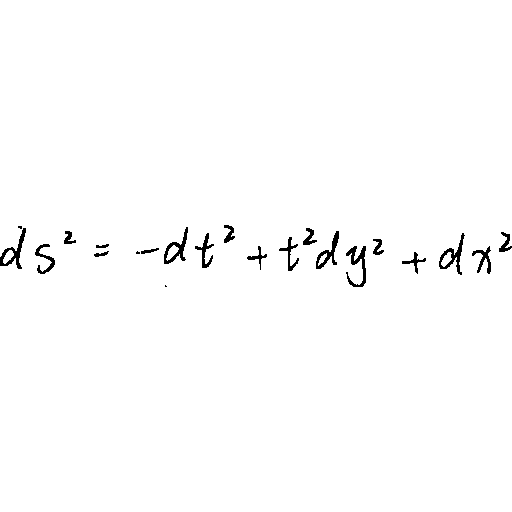 ds² = -dt² + t²dy² + dx²